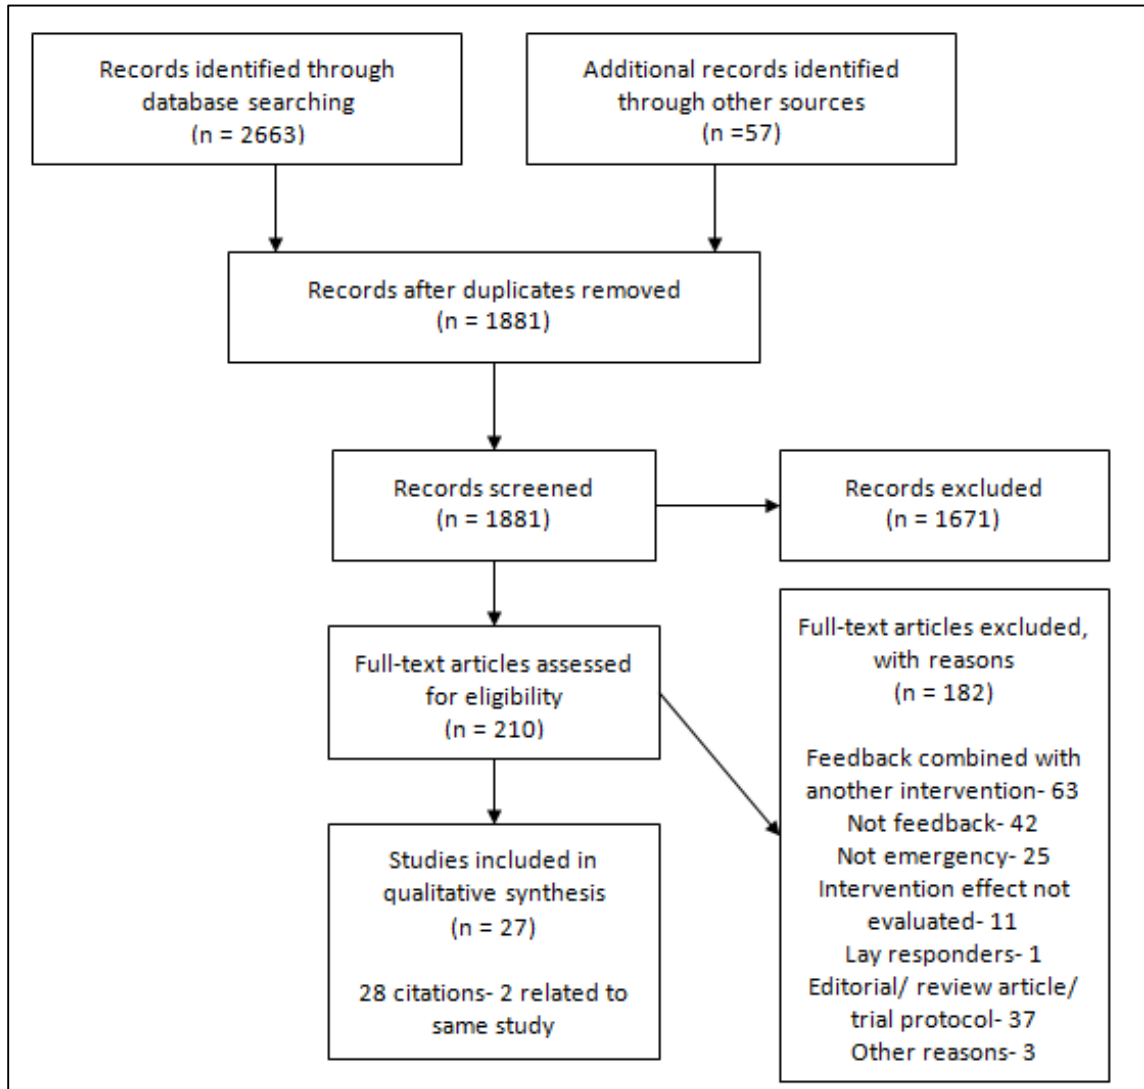 Records identified through
database searching
(n = 2663)
Additional records identified
through other sources
(n =57)
Records after duplicates removed
(n = 1881)
Records screened
(n = 1881)
Records excluded
(n = 1671)
Full-text articles assessed
for eligibility
(n = 210)
Full-text articles excluded,
with reasons
(n = 182)
Feedback combined with
another intervention- 63
Not feedback- 42
Not emergency- 25
Intervention effect not
evaluated- 11
Lay responders- 1
Editorial/ review article/
trial protocol- 37
Other reasons- 3
Studies included in
qualitative synthesis
(n = 27)
28 citations- 2 related to
same study